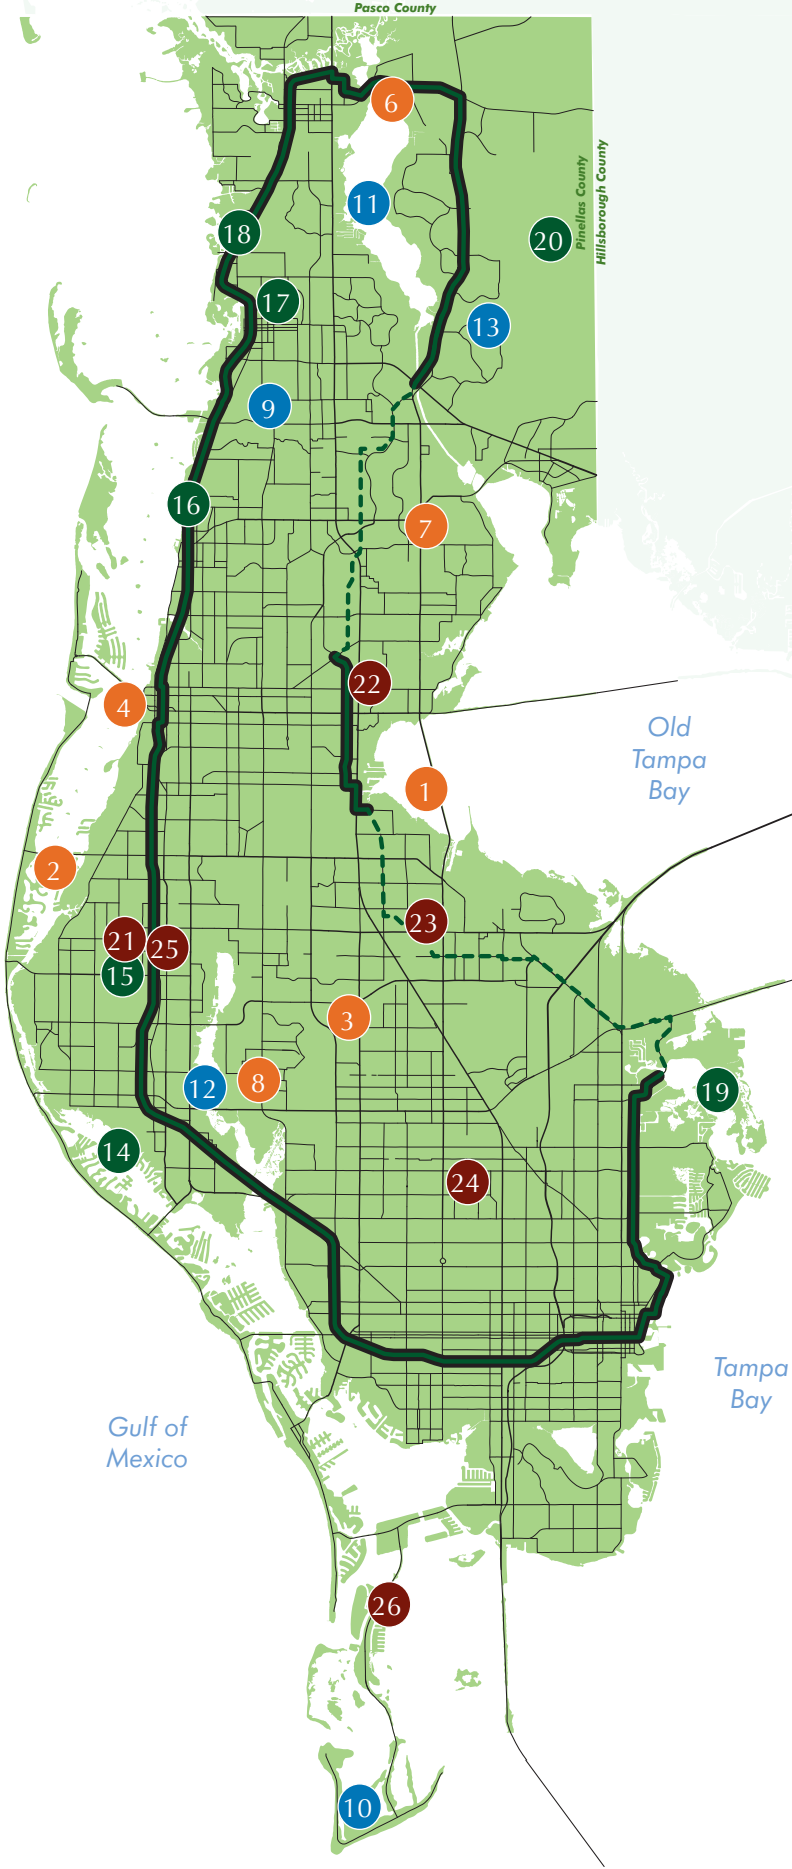 Pasco County
6
11
Pinellas County
Hillsborough County
18
20
17
13
9
16
7
22
4
Old
Tampa
Bay
1
2
23
21
25
15
3
8
12
19
14
24
Tampa
Bay
Gulf of
Mexico
26
10